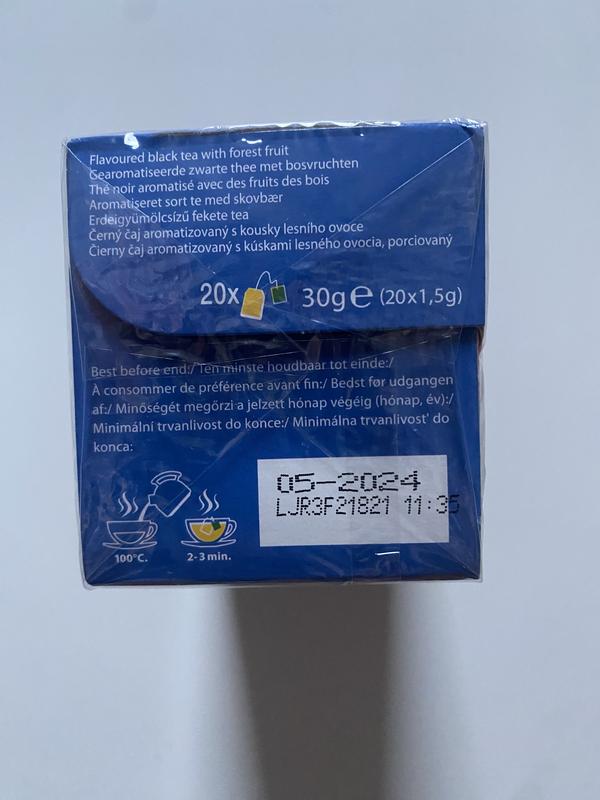 Flavoured black tea with forest fruit
Gearomatiseerde zwarte thee met bosvruchten
Thé noir aromatisé avec des fruits des bois
Aromatiseret sort te med skovbær
Erdeigyümölcsízű fekete tea
Černý čaj aromatizovaný s kousky lesního ovoce
Čierny čaj aromatizovaný s kúskami lesného ovocia, porciovaný
20x 30g℮ (20x1,5g)
Best before end:/ Ten minste houdbaar tot einde:/
À consommer de préférence avant fin:/ Bedst før udgangen
af:/ Minőségét megőrzi a jelzett hónap végéig (hónap, év):/
Minimální trvanlivost do konce:/ Minimálna trvanlivosť do
konca:
05-2024
LJR3F21821 11:35
100°C. 2-3 min.